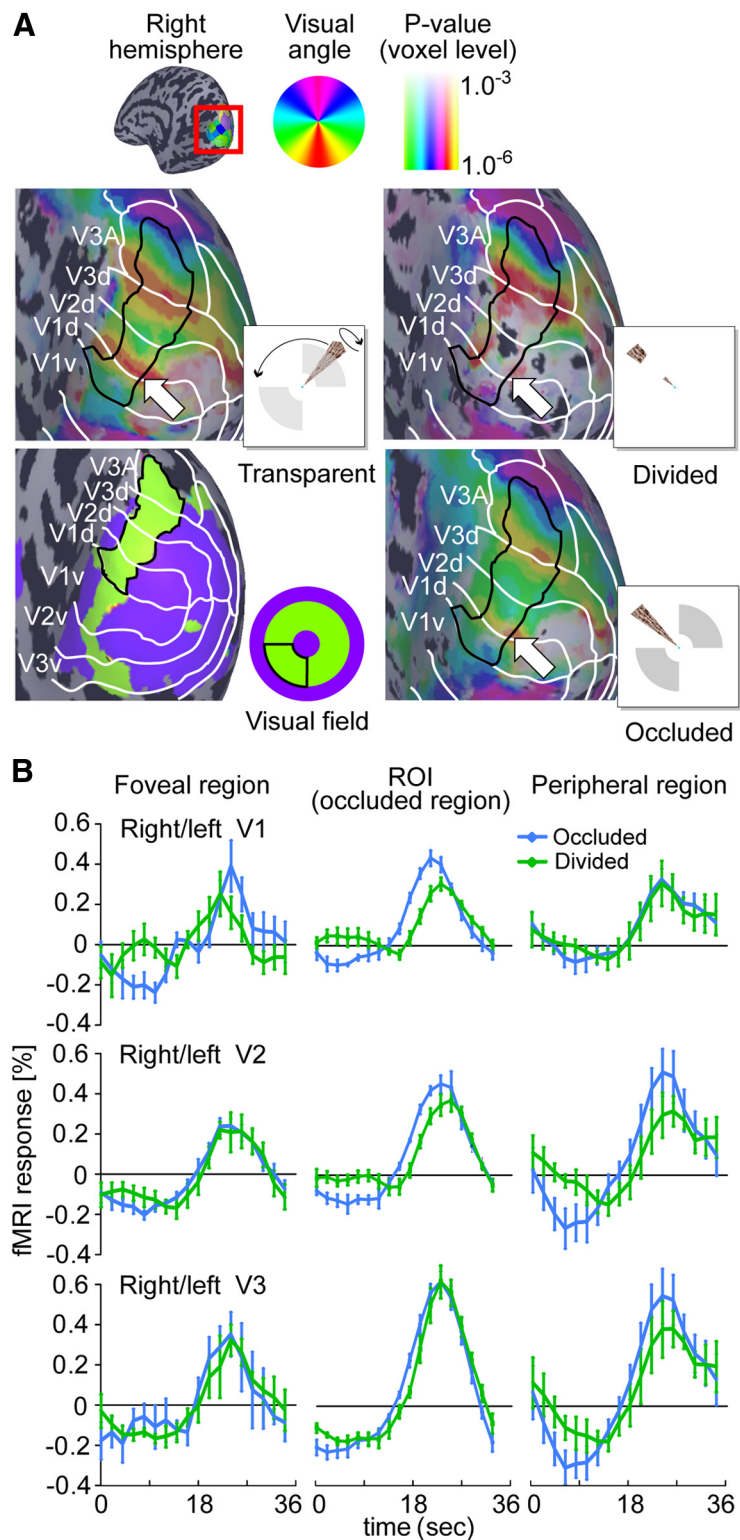 A
Right
hemisphere
Visual
angle
P-value
(voxel level)
1.0⁻³
1.0⁻⁶
V3A
V3d
V2d
V1d
V1v
Transparent
V3A
V3d
V2d
V1d
V1v
Divided
V3A
V3d
V2d
V1d
V1v
V2v
V3v
Visual field
V3A
V3d
V2d
V1d
V1v
Occluded
B
Foveal region
ROI
(occluded region)
Peripheral region
fMRI response [%]
Right/left V1
Occluded
Divided
0.6
0.4
0.2
0
-0.2
-0.4
Right/left V2
0.6
0.4
0.2
0
-0.2
-0.4
Right/left V3
0.6
0.4
0.2
0
-0.2
-0.4
0 18 36 0 18 36 0 18 36
time (sec)